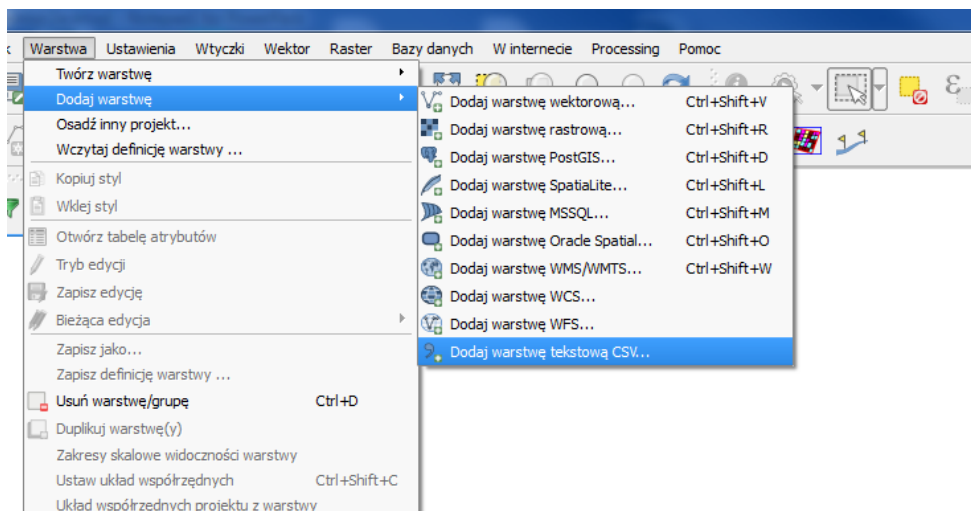 Warstwa Ustawienia Wtyczki Wektor Raster Bazy danych W internecie Processing Pomoc
Twórz warstwę
Dodaj warstwę
Osadź inny projekt...
Wczytaj definicję warstwy ...
Kopiuj styl
Wklej styl
Otwórz tabelę atrybutów
Tryb edycji
Zapisz edycję
Bieżąca edycja
Zapisz jako...
Zapisz definicję warstwy ...
Usuń warstwę/grupę Ctrl+D
Duplikuj warstwę(y)
Zakresy skalowe widoczności warstwy
Ustaw układ współrzędnych Ctrl+Shift+C
Układ współrzędnych projektu z warstwy
Dodaj warstwę wektorową... Ctrl+Shift+V
Dodaj warstwę rastrową... Ctrl+Shift+R
Dodaj warstwę PostGIS... Ctrl+Shift+D
Dodaj warstwę SpatiaLite... Ctrl+Shift+L
Dodaj warstwę MSSQL... Ctrl+Shift+M
Dodaj warstwę Oracle Spatial... Ctrl+Shift+O
Dodaj warstwę WMS/WMTS... Ctrl+Shift+W
Dodaj warstwę WCS...
Dodaj warstwę WFS...
Dodaj warstwę tekstową CSV...